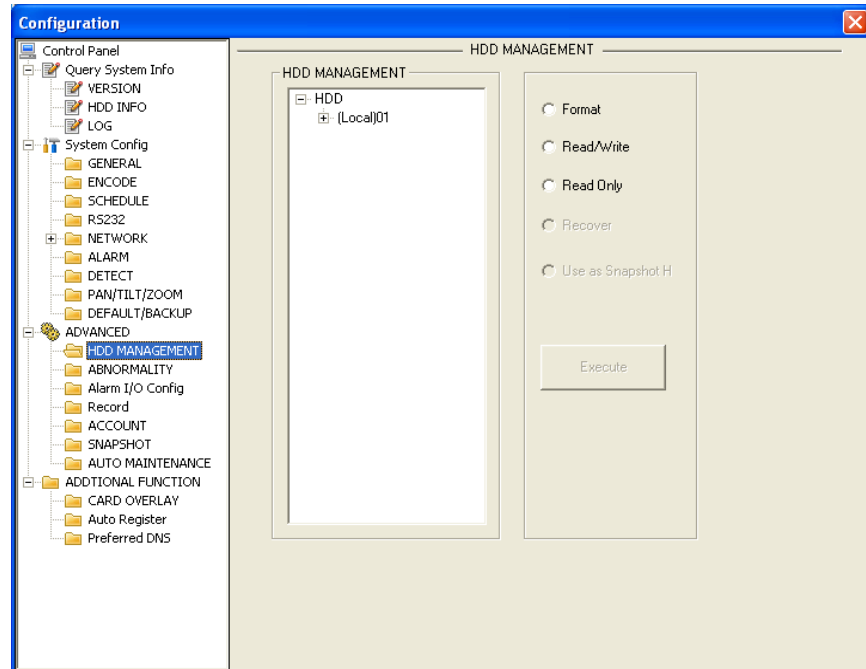 Configuration
Control Panel
Query System Info
VERSION
HDD INFO
LOG
System Config
GENERAL
ENCODE
SCHEDULE
RS232
NETWORK
ALARM
DETECT
PAN/TILT/ZOOM
DEFAULT/BACKUP
ADVANCED
HDD MANAGEMENT
ABNORMALITY
Alarm I/O Config
Record
ACCOUNT
SNAPSHOT
AUTO MAINTENANCE
ADDTIONAL FUNCTION
CARD OVERLAY
Auto Register
Preferred DNS
HDD MANAGEMENT
HDD MANAGEMENT
HDD
(Local)01
Format
Read/Write
Read Only
Recover
Use as Snapshot H
Execute